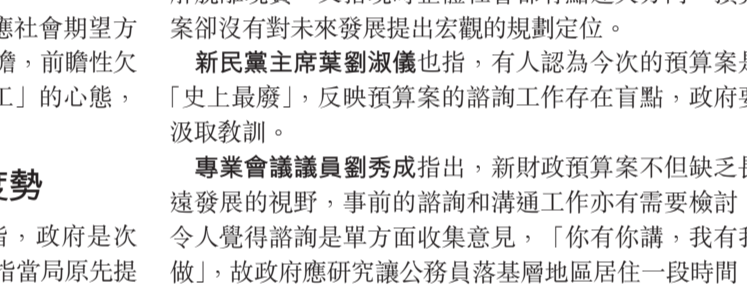 應社會期望方
瞻，前瞻性欠
工」的心態，
度勢
指，政府是次
指當局原先提
案卻沒有對未來發展提出宏觀的規劃定位。
新民黨主席葉劉淑儀也指，有人認為今次的預算案是
「史上最廢」，反映預算案的諮詢工作存在盲點，政府要
汲取教訓。
專業會議議員劉秀成指出，新財政預算案不但缺乏長
遠發展的視野，事前的諮詢和溝通工作亦有需要檢討，
令人覺得諮詢是單方面收集意見，「你有你講，我有我
做」，故政府應研究讓公務員落基層地區居住一段時間，